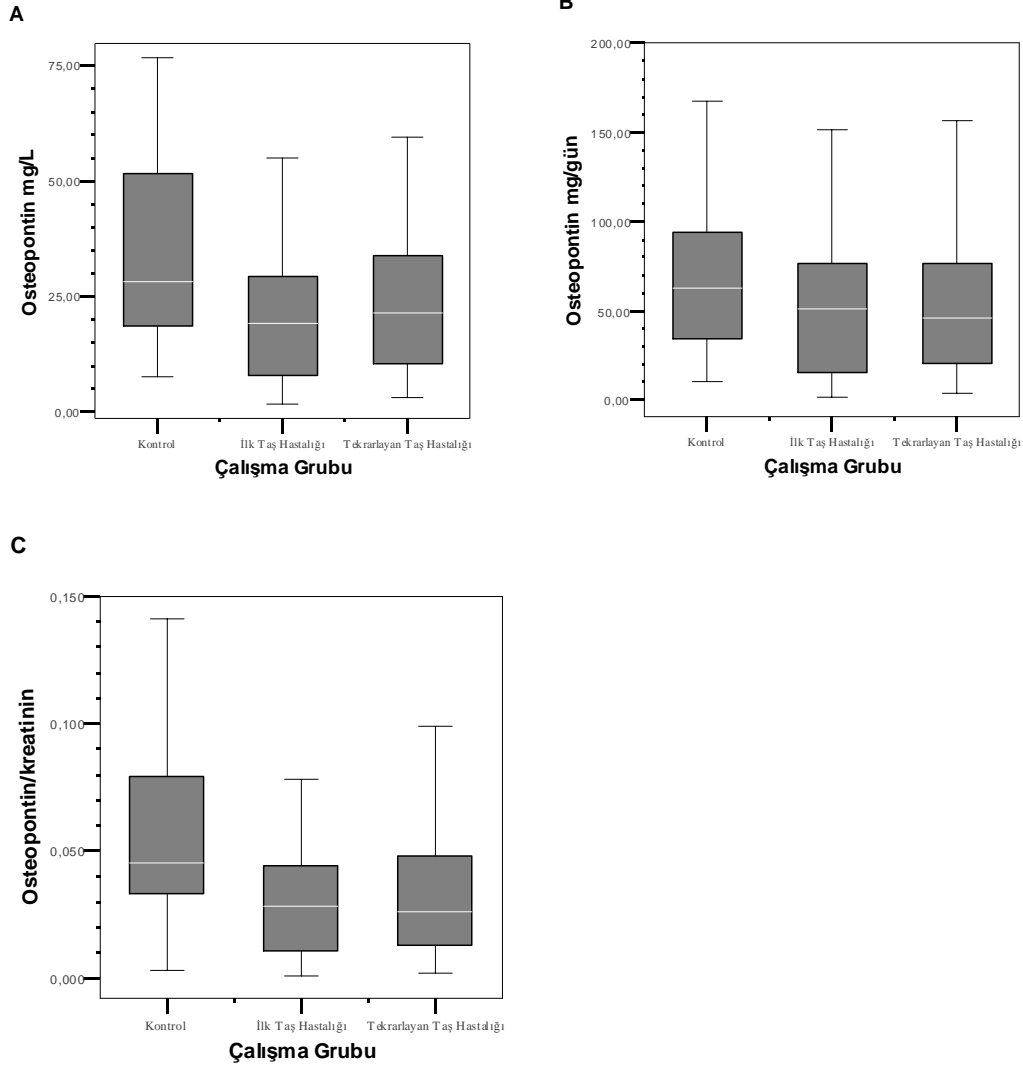 A
75,00
50,00
25,00
0,00
Osteopontin mg/L
Kontrol
İlk Taş Hastalığı
Tekrarlayan Taş Hastalığı
Çalışma Grubu
B
200,00
150,00
100,00
50,00
0,00
Osteopontin mg/gün
Kontrol
İlk Taş Hastalığı
Tekrarlayan Taş Hastalığı
Çalışma Grubu
C
0,150
0,100
0,050
0,000
Osteopontin/kreatinin
Kontrol
İlk Taş Hastalığı
Tekrarlayan Taş Hastalığı
Çalışma Grubu